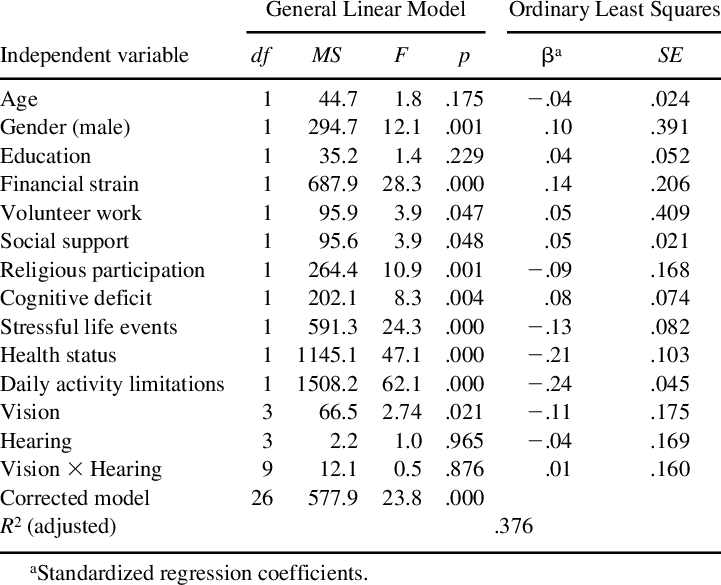 General Linear Model Ordinary Least Squares
Independent variable df MS F p βᵃ SE
Age 1 44.7 1.8 .175 −.04 .024
Gender (male) 1 294.7 12.1 .001 .10 .391
Education 1 35.2 1.4 .229 .04 .052
Financial strain 1 687.9 28.3 .000 .14 .206
Volunteer work 1 95.9 3.9 .047 .05 .409
Social support 1 95.6 3.9 .048 .05 .021
Religious participation 1 264.4 10.9 .001 −.09 .168
Cognitive deficit 1 202.1 8.3 .004 .08 .074
Stressful life events 1 591.3 24.3 .000 −.13 .082
Health status 1 1145.1 47.1 .000 −.21 .103
Daily activity limitations 1 1508.2 62.1 .000 −.24 .045
Vision 3 66.5 2.74 .021 −.11 .175
Hearing 3 2.2 1.0 .965 −.04 .169
Vision × Hearing 9 12.1 0.5 .876 .01 .160
Corrected model 26 577.9 23.8 .000
R² (adjusted) .376
ᵃStandardized regression coefficients.